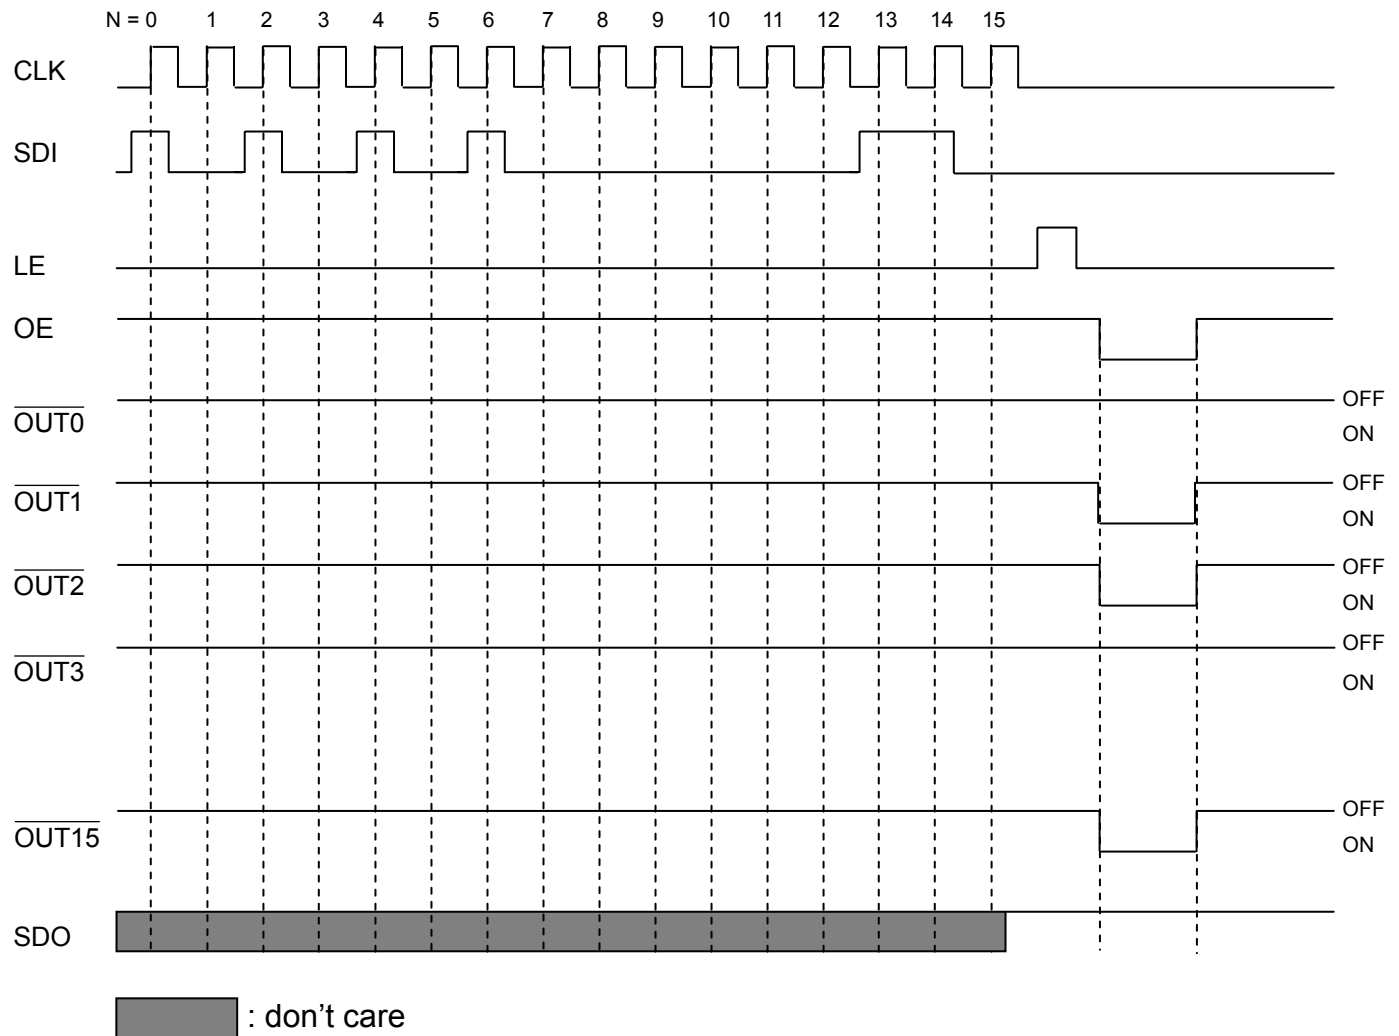 N = 0 1 2 3 4 5 6 7 8 9 10 11 12 13 14 15
CLK
SDI
LE
OE
OUT0
OFF
ON
OUT1
OFF
ON
OUT2
OFF
ON
OUT3
OFF
ON
OUT15
OFF
ON
SDO
: don't care